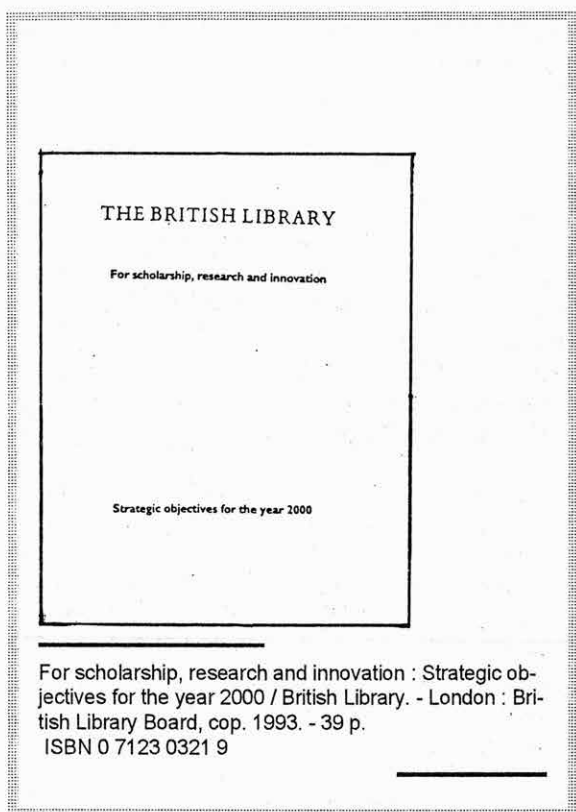 THE BRITISH LIBRARY
For scholarship, research and innovation
Strategic objectives for the year 2000
For scholarship, research and innovation : Strategic ob-
jectives for the year 2000 / British Library. - London : Bri-
tish Library Board, cop. 1993. - 39 p.
ISBN 0 7123 0321 9